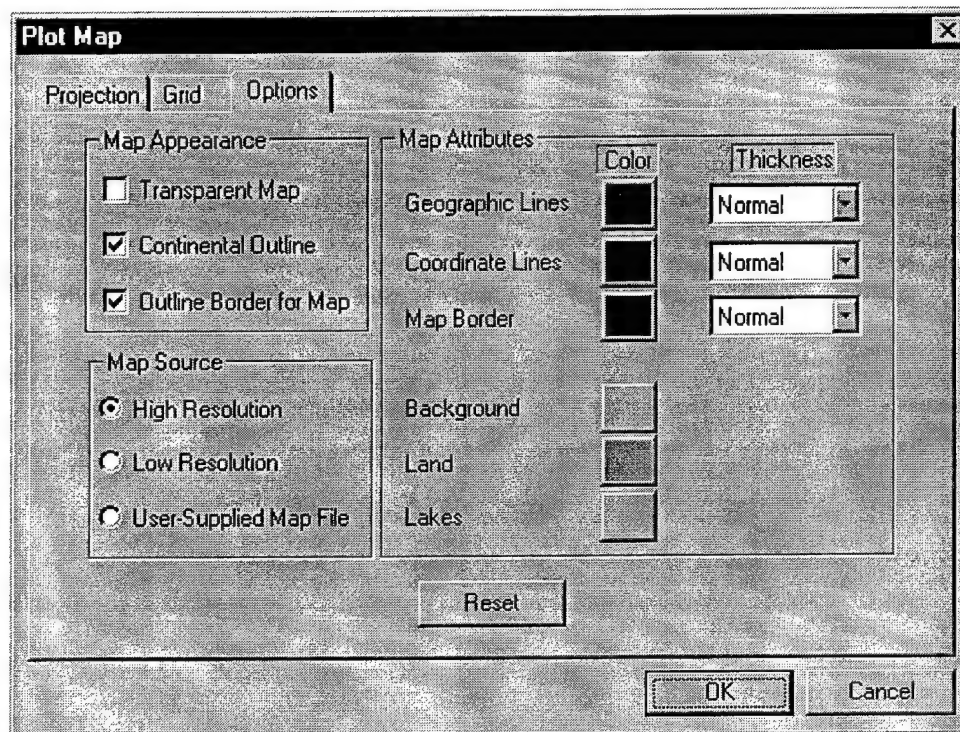 Plot Map
Projection Grid Options
Map Appearance
Transparent Map
Continental Outline
Outline Border for Map
Map Source
High Resolution
Low Resolution
User-Supplied Map File
Map Attributes
Color Thickness
Geographic Lines Normal
Coordinate Lines Normal
Map Border Normal
Background
Land
Lakes
Reset
OK Cancel